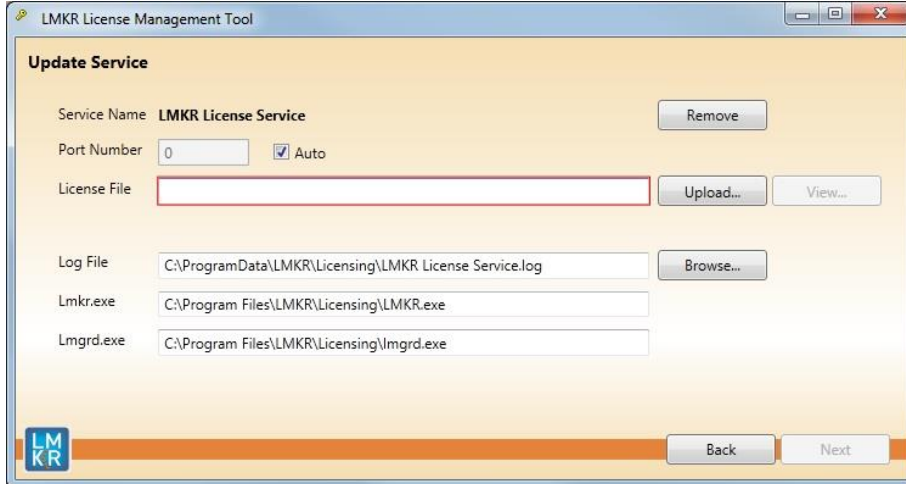 LMKR License Management Tool
Update Service
Service Name LMKR License Service Remove
Port Number 0 Auto
License File Upload... View...
Log File C:\ProgramData\LMKR\Licensing\LMKR License Service.log Browse...
Lmkr.exe C:\Program Files\LMKR\Licensing\LMKR.exe
Lmgrd.exe C:\Program Files\LMKR\Licensing\lmgrd.exe
LM
KR
Back Next